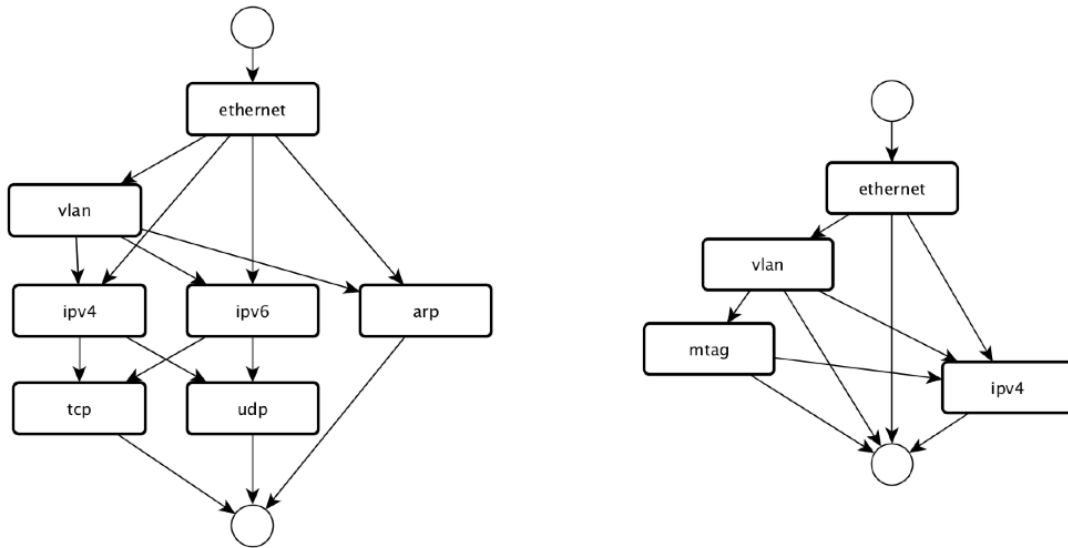 ethernet
vlan
ipv4
ipv6
arp
tcp
udp
ethernet
vlan
mtag
ipv4